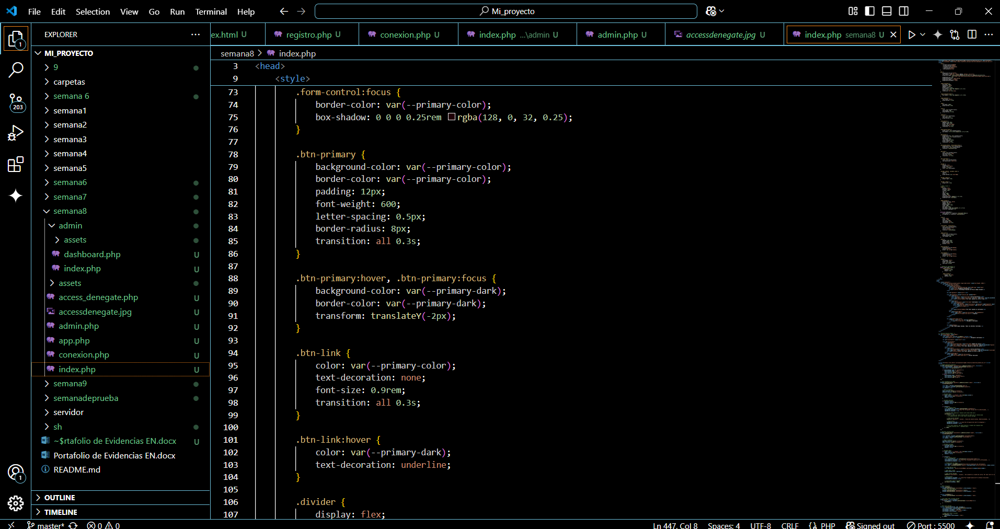 File Edit Selection View Go Run Terminal Help
Mi_proyecto
EXPLORER
1
203
MI_PROYECTO
9
carpetas
semana 6
semana1
semana2
semana3
semana4
semana5
semana6
semana7
semana8
admin
assets
dashboard.php U
index.php U
assets
access_denegate.php U
accessdenegate.jpg U
admin.php U
app.php U
conexion.php U
index.php U
semana9
semanadeprueba
servidor
sh
~$rtafolio de Evidencias EN.docx U
Portafolio de Evidencias EN.docx
README.md
1
OUTLINE
TIMELINE
ex.html U registro.php U conexion.php U index.php ...\admin U admin.php U accessdenegate.jpg U index.php semana8 U
semana8 > index.php
3 <head>
9 <style>
73 .form-control:focus {
74 border-color: var(--primary-color);
75 box-shadow: 0 0 0 0.25rem rgba(128, 0, 32, 0.25);
76 }
77
78 .btn-primary {
79 background-color: var(--primary-color);
80 border-color: var(--primary-color);
81 padding: 12px;
82 font-weight: 600;
83 letter-spacing: 0.5px;
84 border-radius: 8px;
85 transition: all 0.3s;
86 }
87
88 .btn-primary:hover, .btn-primary:focus {
89 background-color: var(--primary-dark);
90 border-color: var(--primary-dark);
91 transform: translateY(-2px);
92 }
93
94 .btn-link {
95 color: var(--primary-color);
96 text-decoration: none;
97 font-size: 0.9rem;
98 transition: all 0.3s;
99 }
100
101 .btn-link:hover {
102 color: var(--primary-dark);
103 text-decoration: underline;
104 }
105
106 .divider {
107 display: flex;
master* 0 0 Ln 447, Col 8 Spaces: 4 UTF-8 CRLF {} PHP Signed out Port : 5500